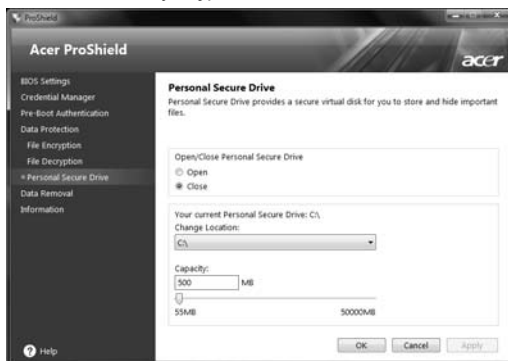 ProShield
Acer ProShield
acer
BIOS Settings
Credential Manager
Pre-Boot Authentication
Data Protection
File Encryption
File Decryption
Personal Secure Drive
Data Removal
Information
Help
Personal Secure Drive
Personal Secure Drive provides a secure virtual disk for you to store and hide important
files.
Open/Close Personal Secure Drive
Open
Close
Your current Personal Secure Drive: C:\
Change Location:
C:\
Capacity:
500 MB
55MB 50000MB
OK Cancel Apply